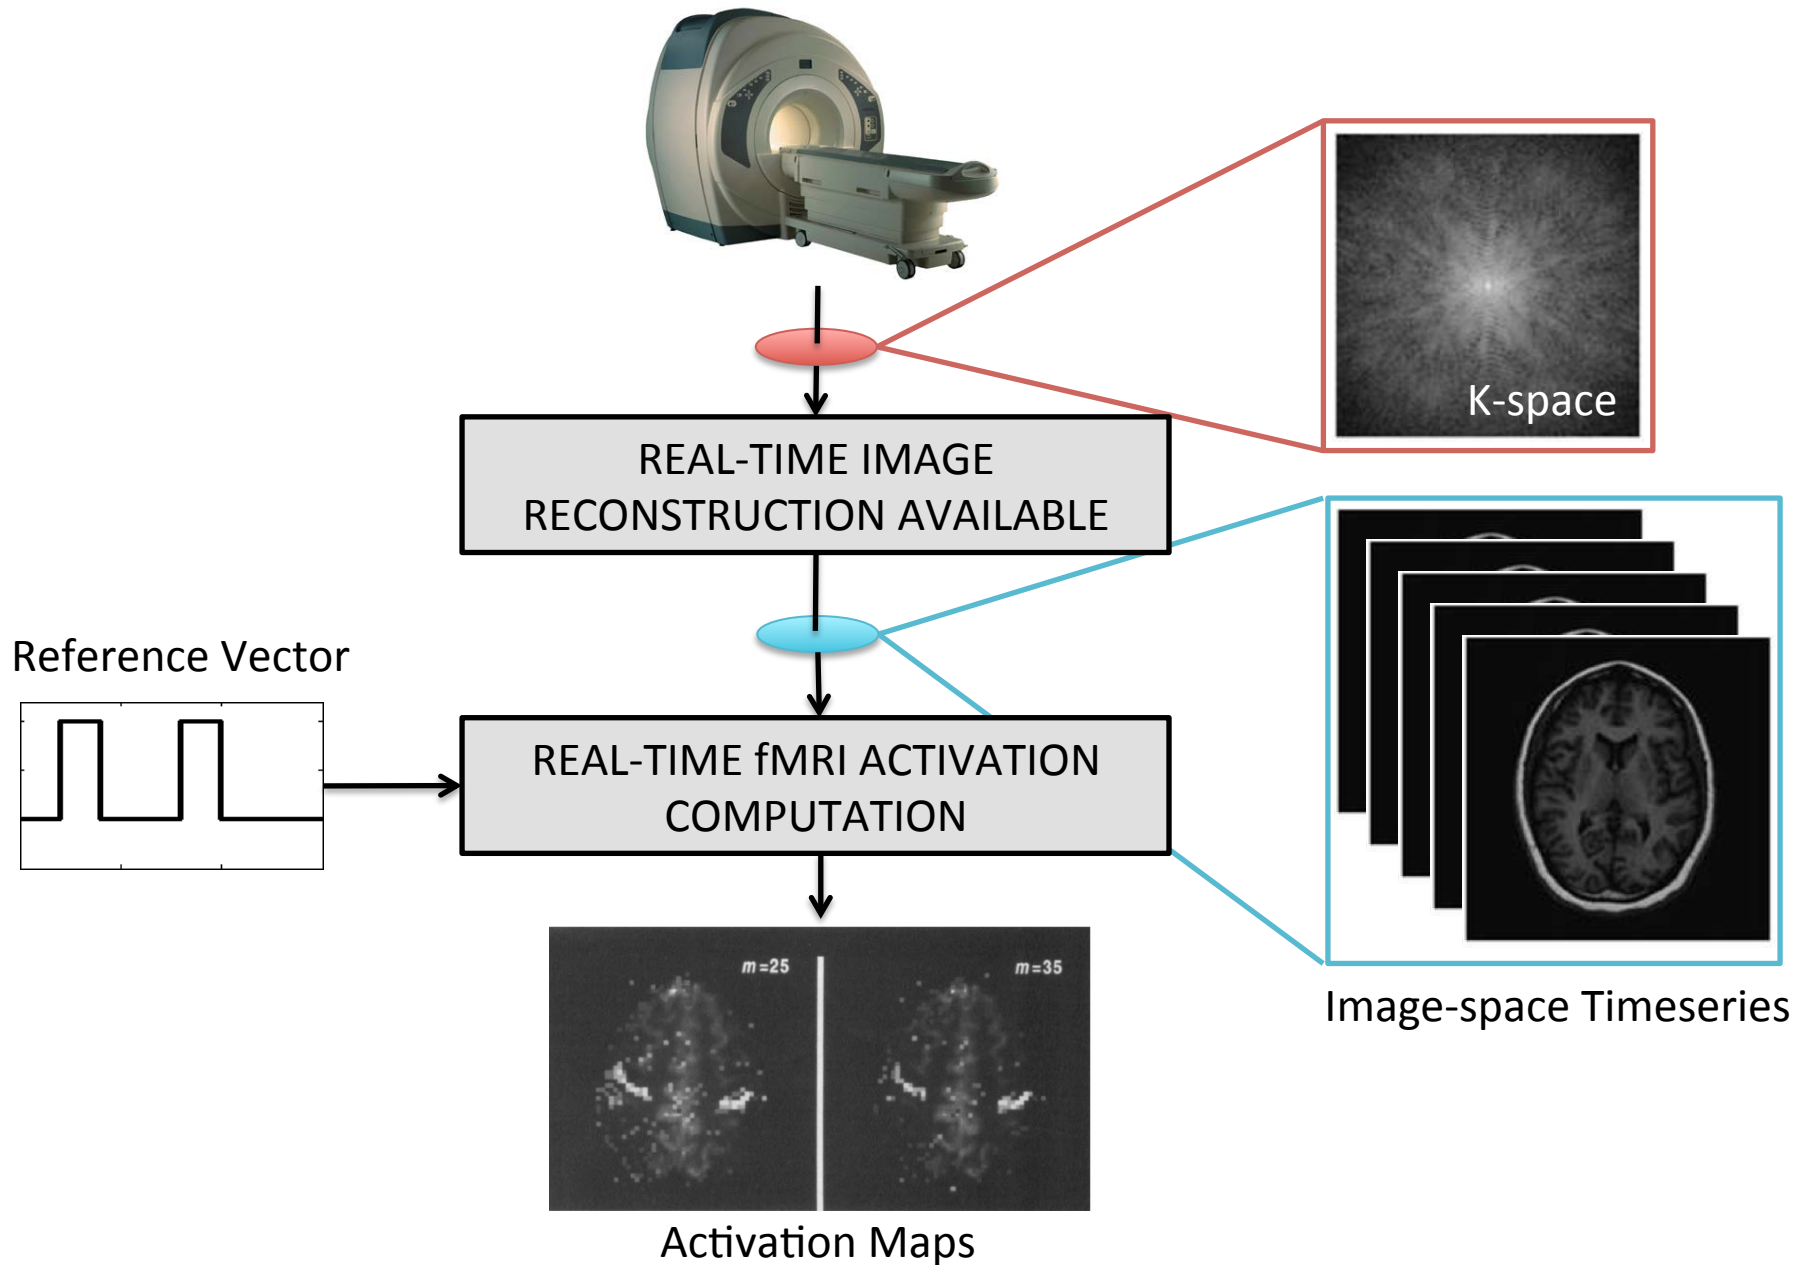 K-space
REAL-TIME IMAGE
RECONSTRUCTION AVAILABLE
Reference Vector
REAL-TIME fMRI ACTIVATION
COMPUTATION
m=25
m=35
Image-space Timeseries
Activation Maps